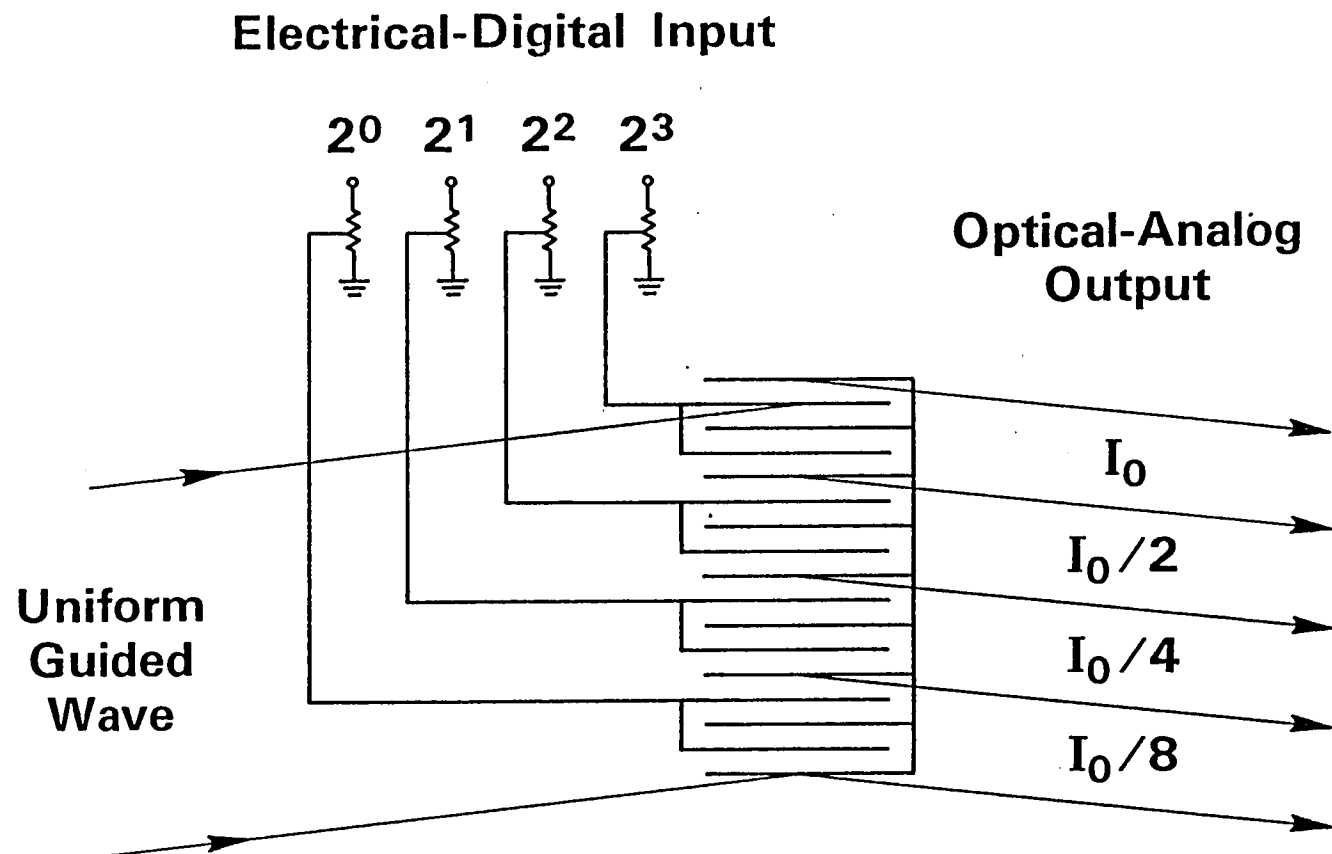 Electrical-Digital Input
2⁰ 2¹ 2² 2³
Optical-Analog
Output
I₀
I₀/2
Uniform
Guided
Wave
I₀/4
I₀/8